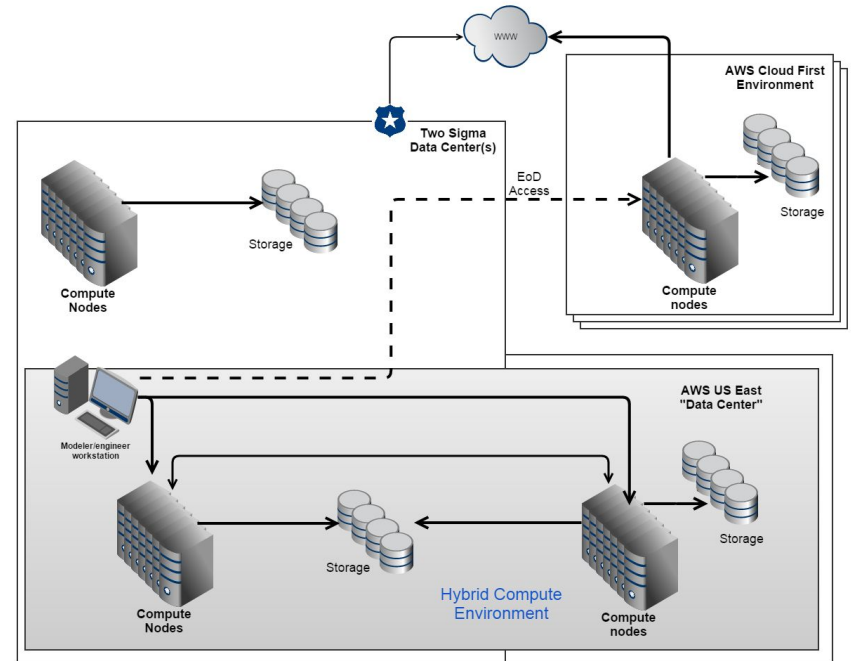 WWW
AWS Cloud First
Environment
Two Sigma
Data Center(s)
EoD
Access
Storage
Storage
Compute
Nodes
Compute
nodes
AWS US East
"Data Center"
Modeler/engineer
workstation
Storage
Storage
Hybrid Compute
Environment
Compute
Nodes
Compute
nodes